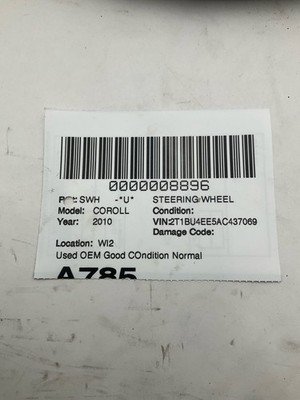 0000008896
SWH -*U* STEERING WHEEL
Model: COROLL Condition:
Year: 2010 VIN:2T1BU4EE5AC437069
Damage Code:
Location: WI2
Used OEM Good COndition Normal
A785